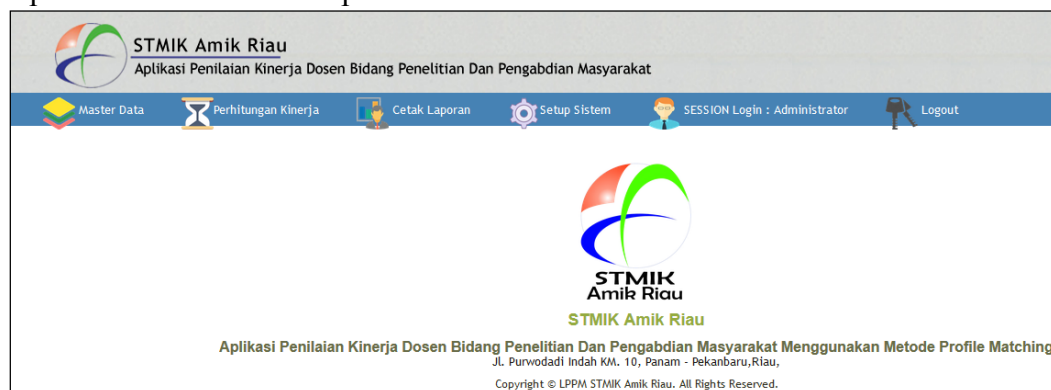 STMIK Amik Riau
Aplikasi Penilaian Kinerja Dosen Bidang Penelitian Dan Pengabdian Masyarakat
Master Data Perhitungan Kinerja Cetak Laporan Setup Sistem SESSION Login : Administrator Logout
STMIK
Amik Riau
STMIK Amik Riau
Aplikasi Penilaian Kinerja Dosen Bidang Penelitian Dan Pengabdian Masyarakat Menggunakan Metode Profile Matching
Jl. Purwodadi Indah KM. 10, Panam - Pekanbaru,Riau,
Copyright © LPPM STMIK Amik Riau. All Rights Reserved.